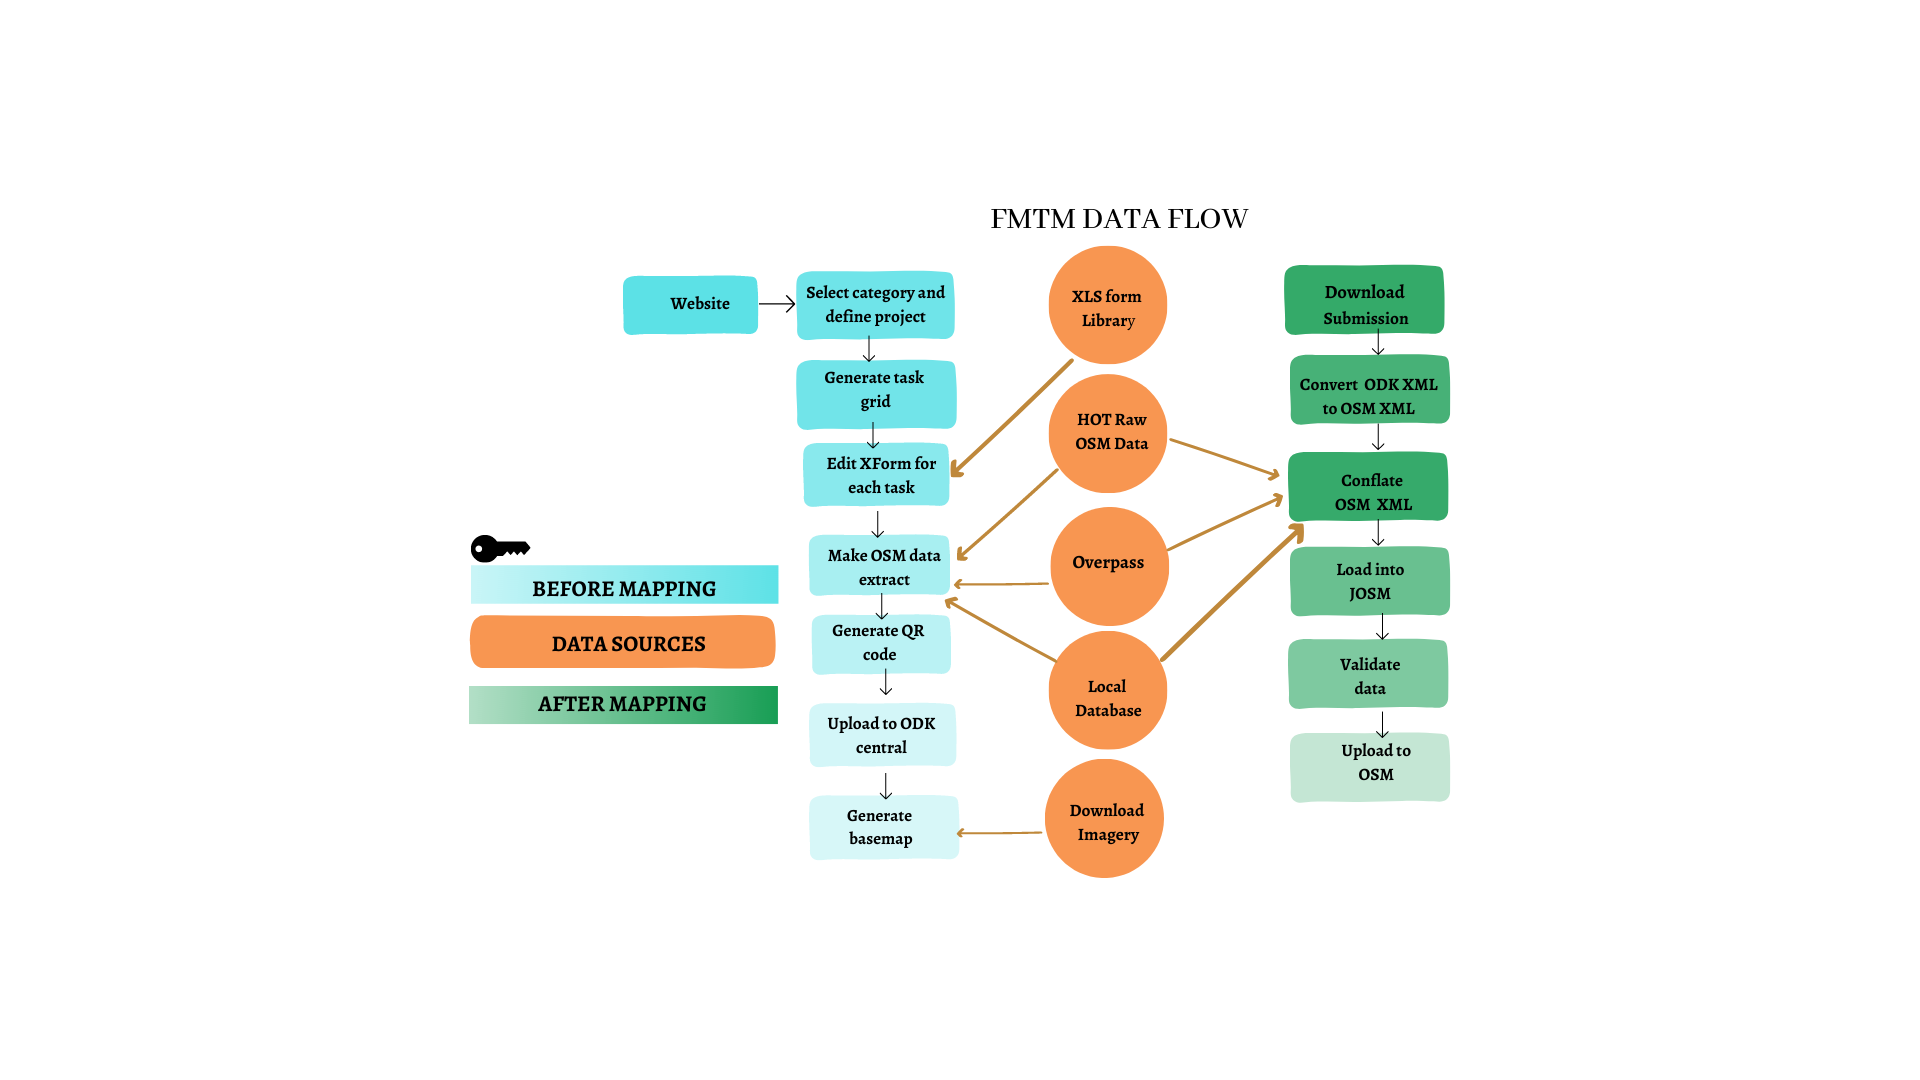 FMTM DATA FLOW
Website
Select category and
define project
Generate task
grid
Edit XForm for
each task
Make OSM data
extract
Generate QR
code
Upload to ODK
central
Generate
basemap
XLS form
Library
HOT Raw
OSM Data
Overpass
Local
Database
Download
Imagery
Download
Submission
Convert ODK XML
to OSM XML
Conflate
OSM XML
Load into
JOSM
Validate
data
Upload to
OSM
BEFORE MAPPING
DATA SOURCES
AFTER MAPPING